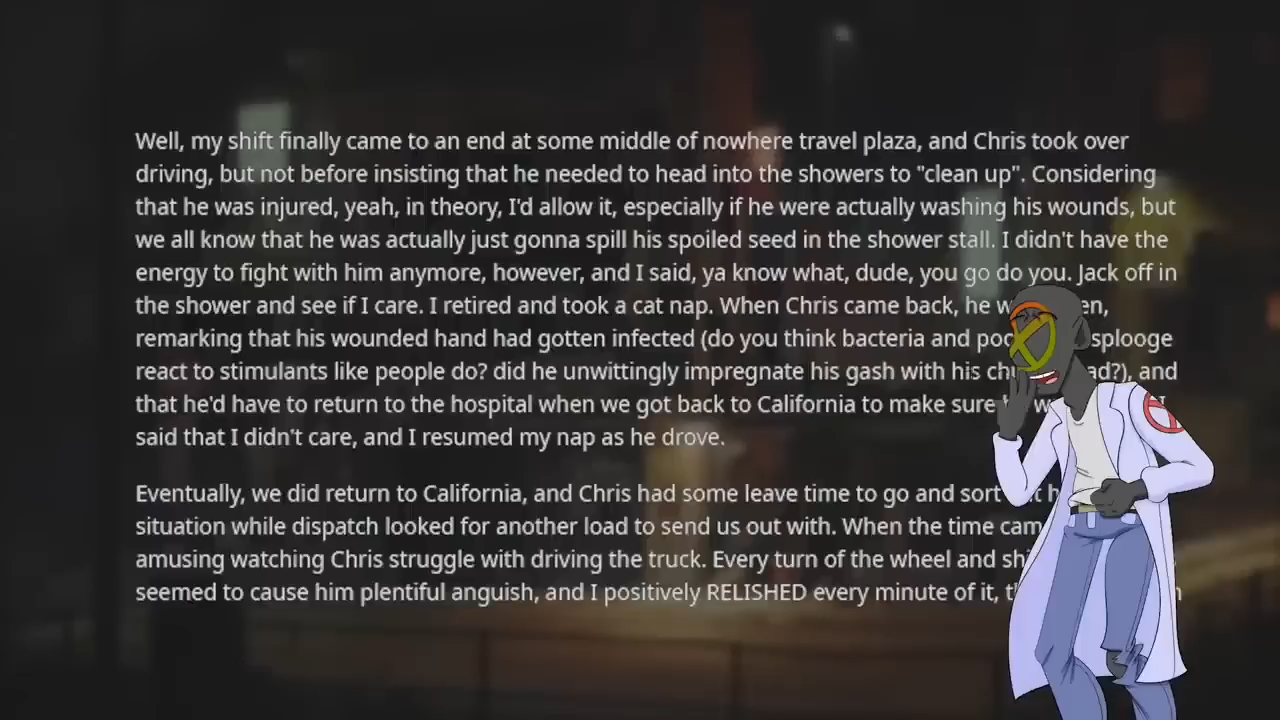 Well, my shift finally came to an end at some middle of nowhere travel plaza, and Chris took over
driving, but not before insisting that he needed to head into the showers to "clean up". Considering
that he was injured, yeah, in theory, I'd allow it, especially if he were actually washing his wounds, but
we all know that he was actually just gonna spill his spoiled seed in the shower stall. I didn't have the
energy to fight with him anymore, however, and I said, ya know what, dude, you go do you. Jack off in
the shower and see if I care. I retired and took a cat nap. When Chris came back, he
remarking that his wounded hand had gotten infected (do you think bacteria and splooge
react to stimulants like people do? did he unwittingly impregnate his gash with his and
that he'd have to return to the hospital when we got back to California to make sure I
said that I didn't care, and I resumed my nap as he drove.
Eventually, we did return to California, and Chris had some leave time to go and sort
situation while dispatch looked for another load to send us out with. When the time
amusing watching Chris struggle with driving the truck. Every turn of the wheel and
seemed to cause him plentiful anguish, and I positively RELISHED every minute of it,